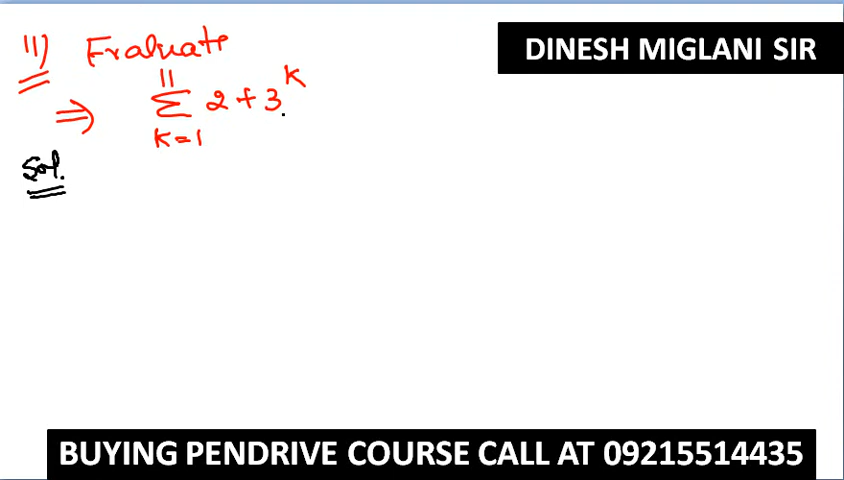 DINESH MIGLANI SIR
11) Evaluate
11
⇒ Σ 2 + 3^k
k=1
Sol.
BUYING PENDRIVE COURSE CALL AT 09215514435